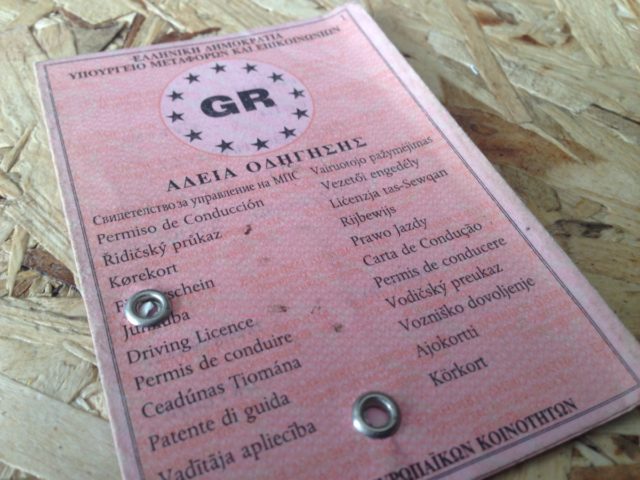 1
ΕΛΛΗΝΙΚΗ ΔΗΜΟΚΡΑΤΙΑ
ΥΠΟΥΡΓΕΙΟ ΜΕΤΑΦΟΡΩΝ ΚΑΙ ΕΠΙΚΟΙΝΩΝΙΩΝ
GR
ΑΔΕΙΑ ΟΔΗΓΗΣΗΣ
Свидетелство за управление на МПС
Permiso de Conducción
Řidičský průkaz
Kørekort
Driving Licence
Permis de conduire
Ceadúnas Tiomána
Patente di guida
Vadītāja apliecība
Vairuotojo pažymėjimas
Vezetői engedély
Liċenzja tas-Sewqan
Rijbewijs
Prawo Jazdy
Carta de Condução
Permis de conducere
Vodičský preukaz
Vozniško dovoljenje
Ajokortti
Körkort
ΚΟΙΝΟΤΗΤΩΝ